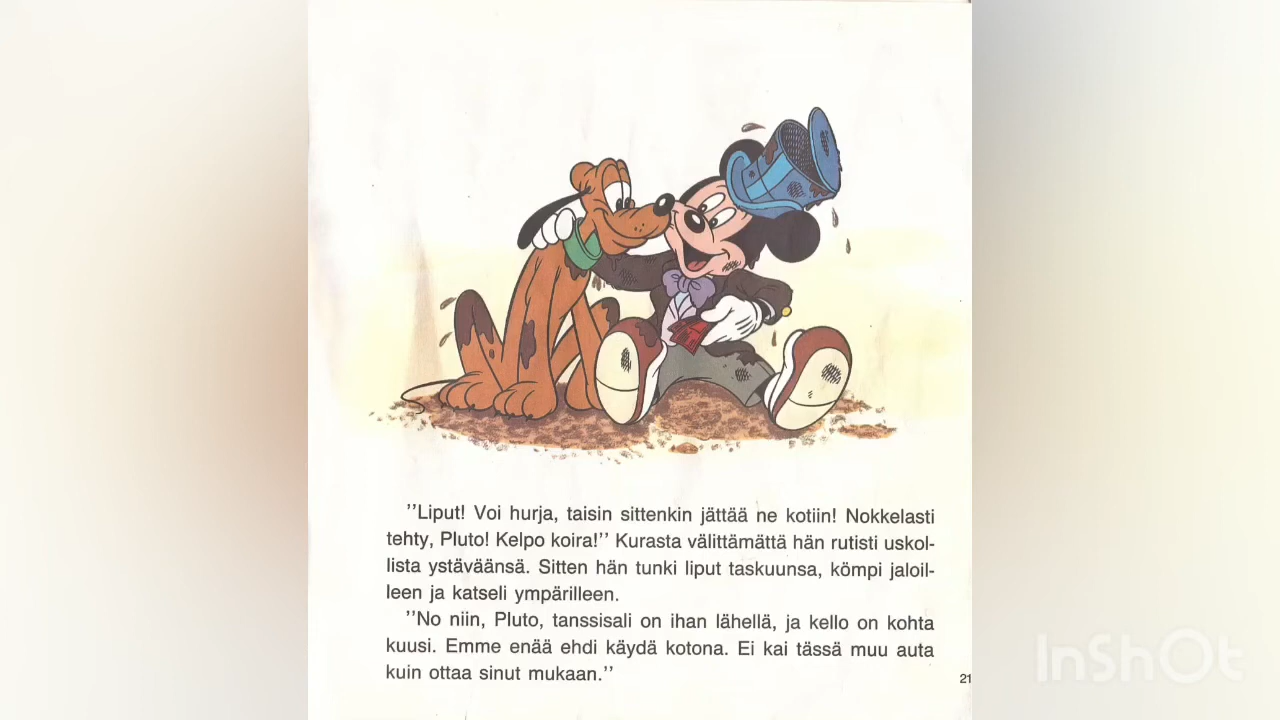 ''Liput! Voi hurja, taisin sittenkin jättää ne kotiin! Nokkelasti
tehty, Pluto! Kelpo koira!'' Kurasta välittämättä hän rutisti uskol-
lista ystäväänsä. Sitten hän tunki liput taskuunsa, kömpi jaloil-
leen ja katseli ympärilleen.
''No niin, Pluto, tanssisali on ihan lähellä, ja kello on kohta
kuusi. Emme enää ehdi käydä kotona. Ei kai tässä muu auta
kuin ottaa sinut mukaan.''
21
InShOt